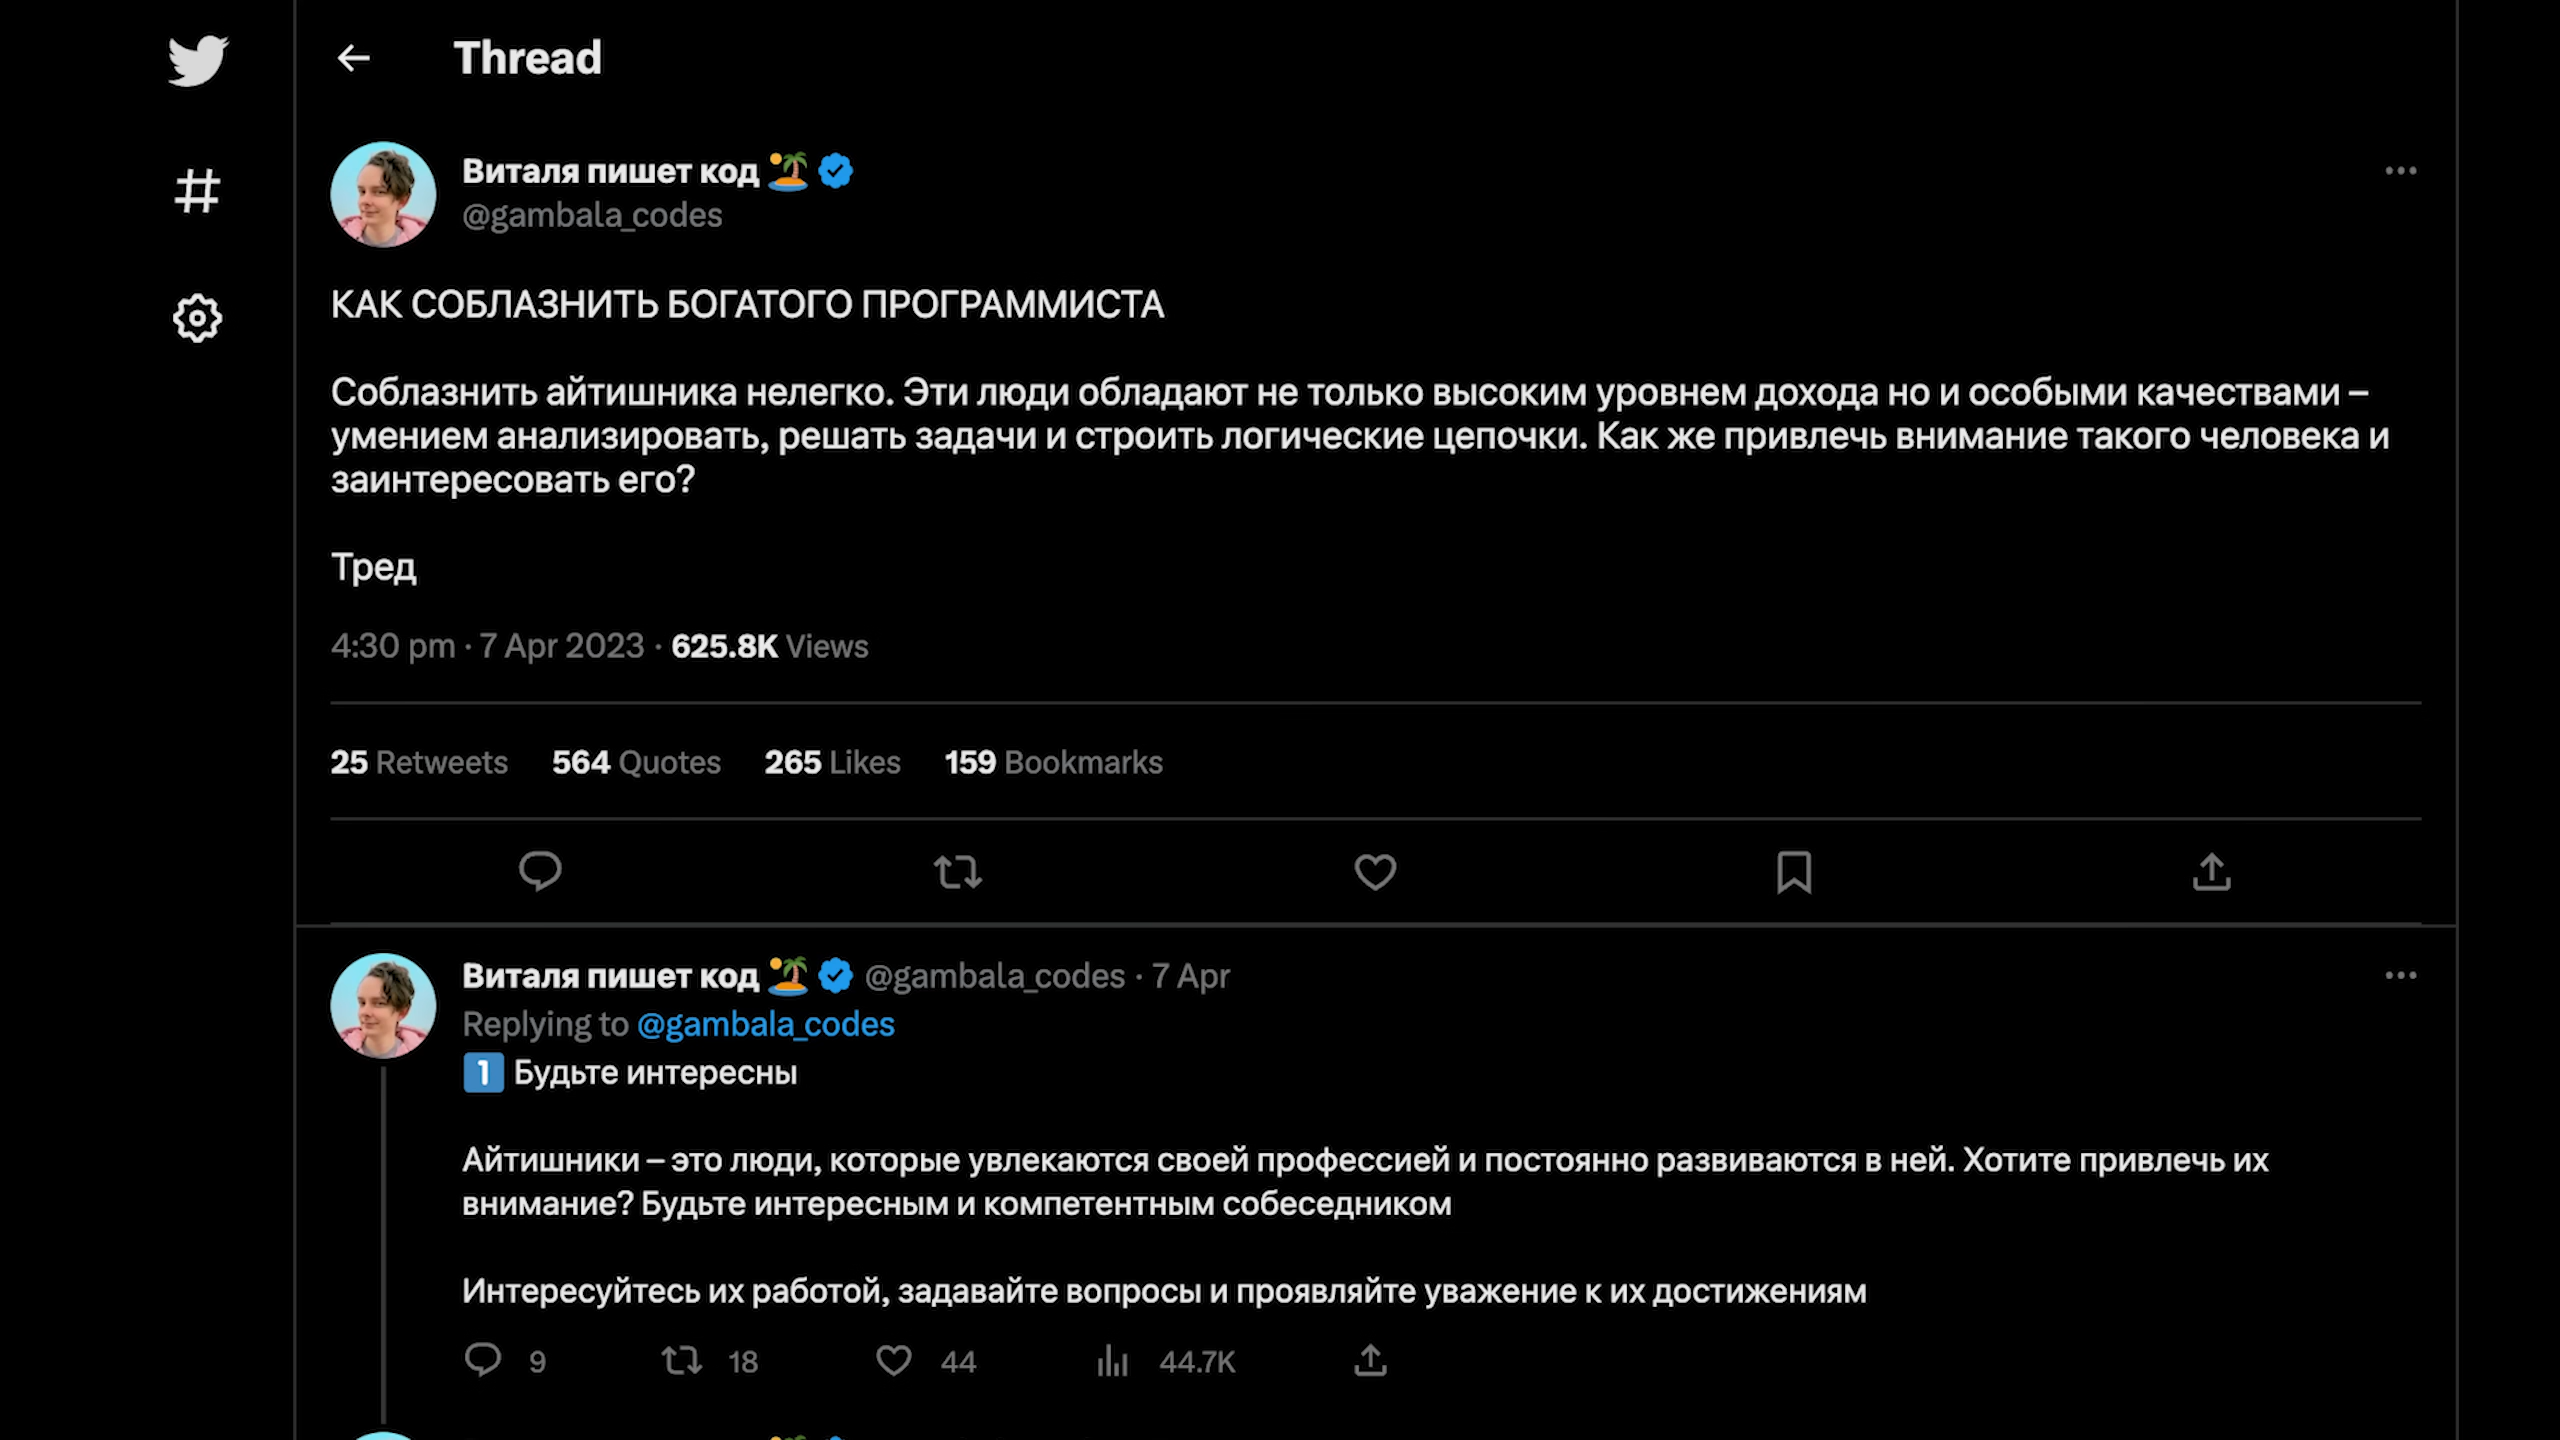 Thread
Виталя пишет код 🏝️
@gambala_codes
КАК СОБЛАЗНИТЬ БОГАТОГО ПРОГРАММИСТА
Соблазнить айтишника нелегко. Эти люди обладают не только высоким уровнем дохода но и особыми качествами –
умением анализировать, решать задачи и строить логические цепочки. Как же привлечь внимание такого человека и
заинтересовать его?
Тред
4:30 pm · 7 Apr 2023 · 625.8K Views
25 Retweets 564 Quotes 265 Likes 159 Bookmarks
Виталя пишет код 🏝️ @gambala_codes · 7 Apr
Replying to @gambala_codes
1️⃣ Будьте интересны
Айтишники – это люди, которые увлекаются своей профессией и постоянно развиваются в ней. Хотите привлечь их
внимание? Будьте интересным и компетентным собеседником
Интересуйтесь их работой, задавайте вопросы и проявляйте уважение к их достижениям
9 18 44 44.7K